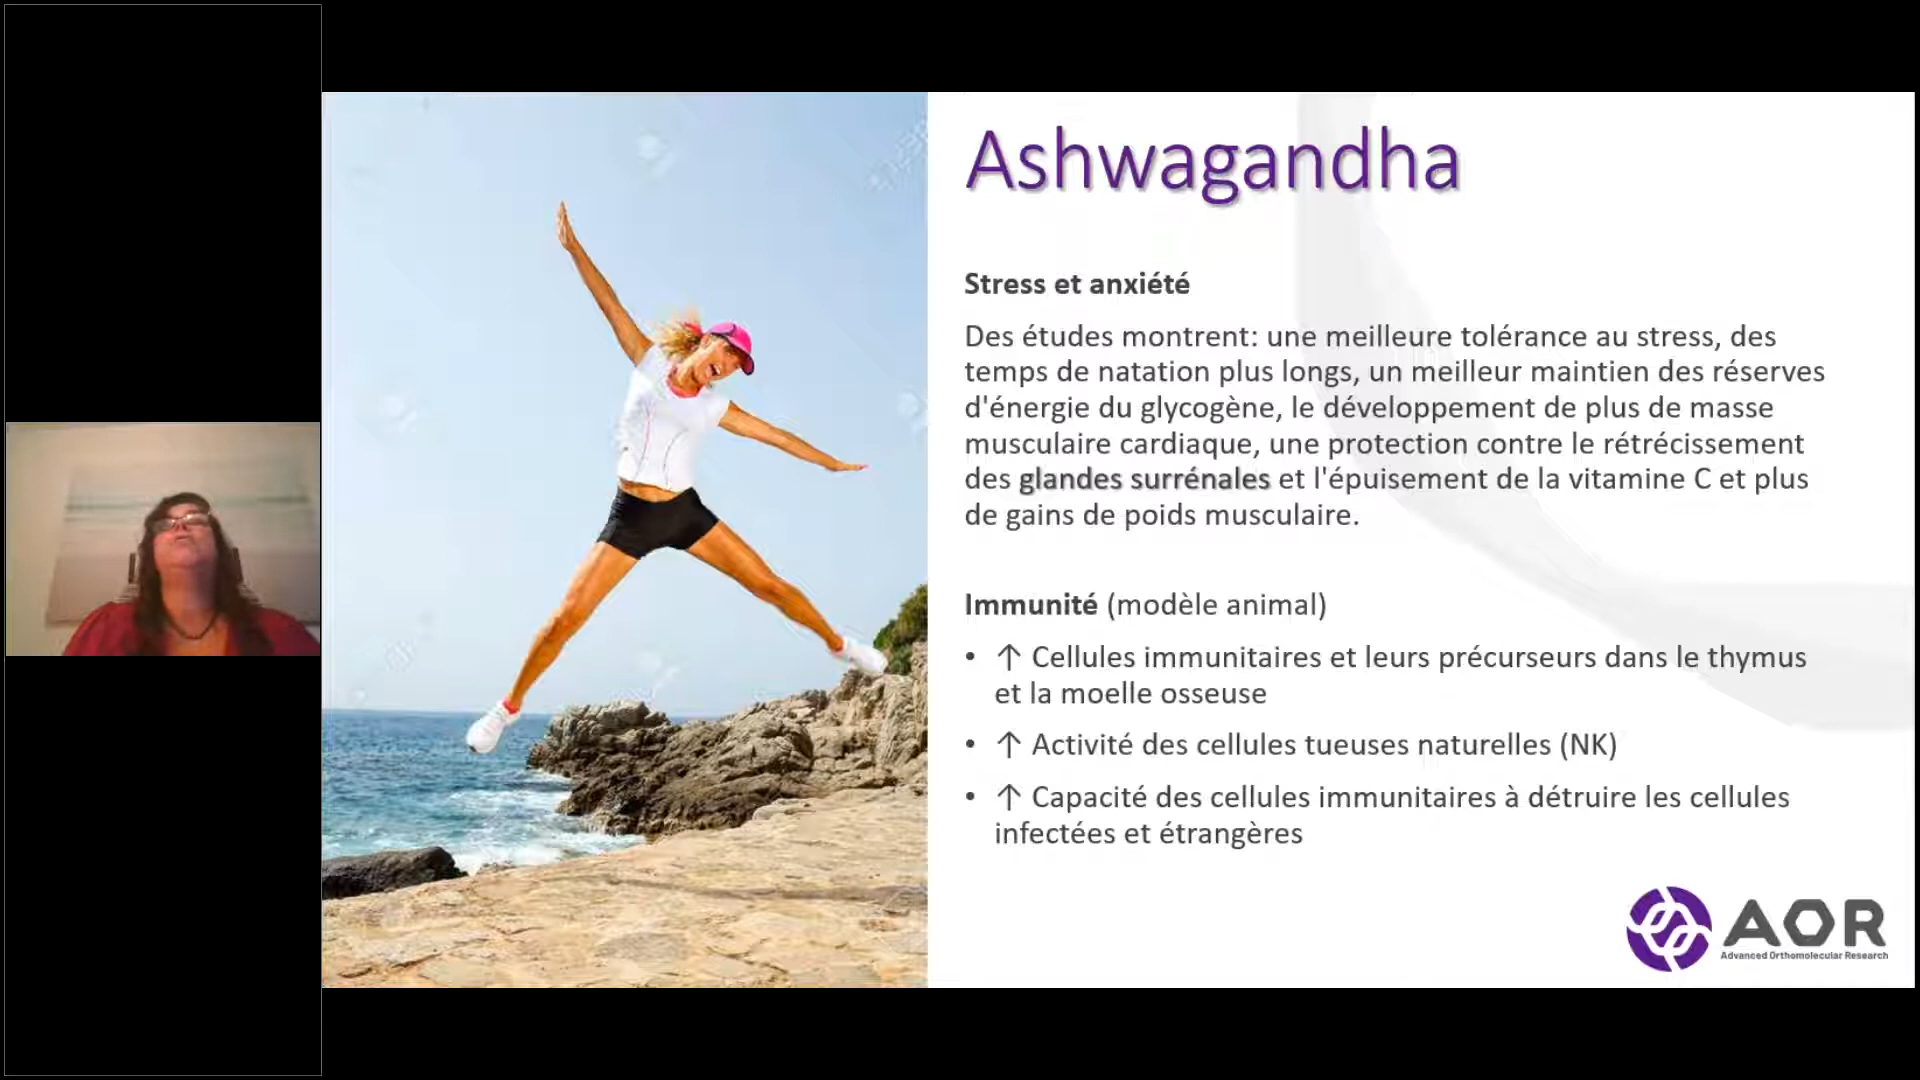 Ashwagandha
Stress et anxiété
Des études montrent: une meilleure tolérance au stress, des
temps de natation plus longs, un meilleur maintien des réserves
d'énergie du glycogène, le développement de plus de masse
musculaire cardiaque, une protection contre le rétrécissement
des glandes surrénales et l'épuisement de la vitamine C et plus
de gains de poids musculaire.
Immunité (modèle animal)
• ↑ Cellules immunitaires et leurs précurseurs dans le thymus
et la moelle osseuse
• ↑ Activité des cellules tueuses naturelles (NK)
• ↑ Capacité des cellules immunitaires à détruire les cellules
infectées et étrangères
AOR
Advanced Orthomolecular Research